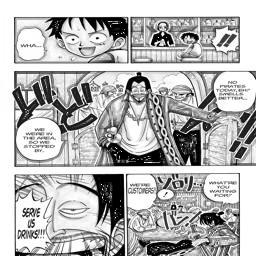 WHA...
!!
NO
PIRATES
TODAY, EH?
SMELLS
BETTER...
WE
WERE IN
THE AREA,
SO WE
STOPPED
BY.
WE'RE
CUSTOMERS!
WHAT'RE
YOU
WAITING
FOR?
SERVE
US
DRINKS!!!